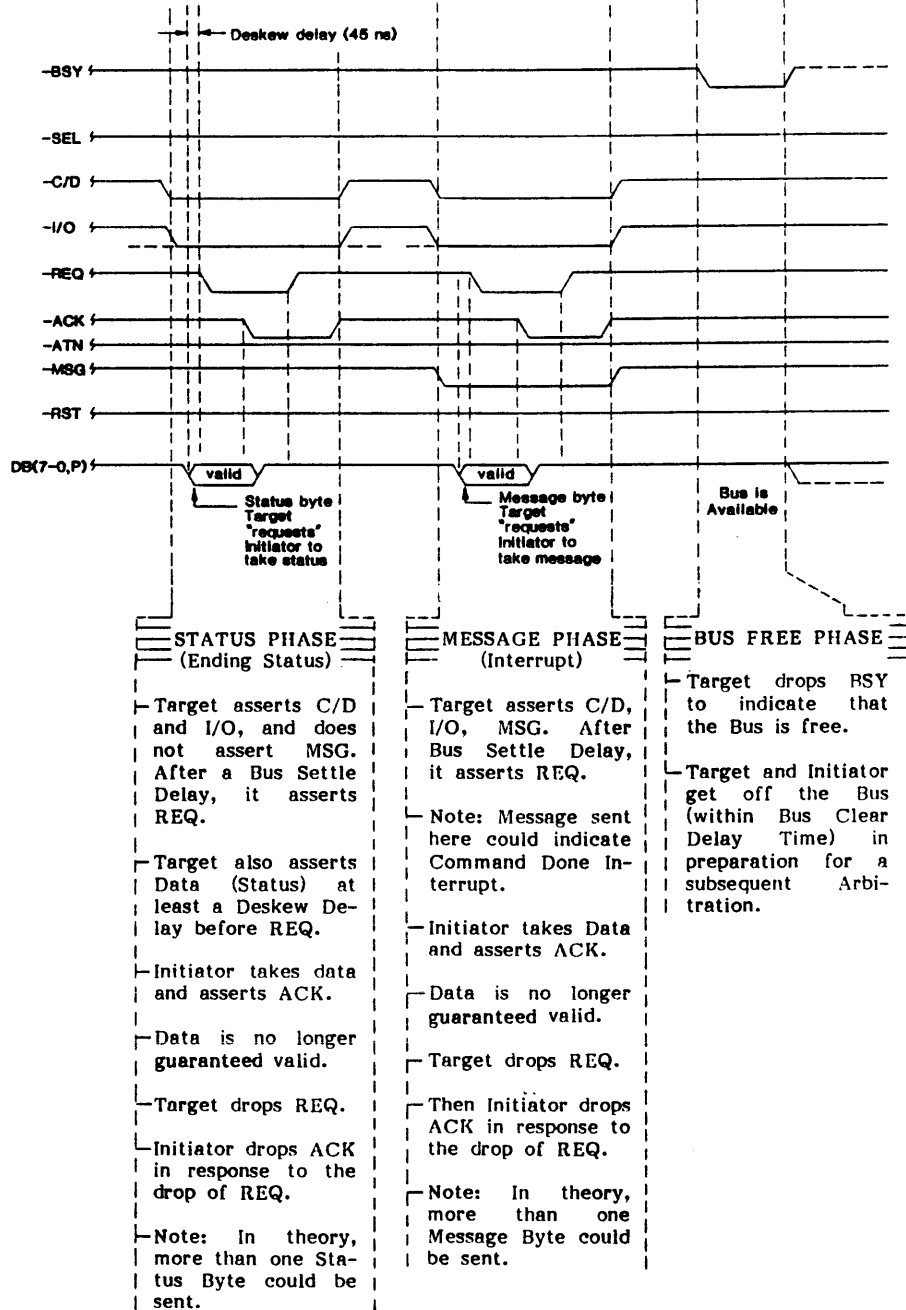 Deskew delay (45 ns)
-BSY
-SEL
-C/D
-I/O
-REQ
-ACK
-ATN
-MSG
-RST
DB(7-0,P)
valid
Status byte
Target
"requests"
Initiator to
take status
valid
Message byte
Target
"requests"
Initiator to
take message
Bus is
Available
STATUS PHASE
(Ending Status)
Target asserts C/D
and I/O, and does
not assert MSG.
After a Bus Settle
Delay, it asserts
REQ.
Target also asserts
Data (Status) at
least a Deskew De-
lay before REQ.
Initiator takes data
and asserts ACK.
Data is no longer
guaranteed valid.
Target drops REQ.
Initiator drops ACK
in response to the
drop of REQ.
Note: In theory,
more than one Sta-
tus Byte could be
sent.
MESSAGE PHASE
(Interrupt)
Target asserts C/D,
I/O, MSG. After
Bus Settle Delay,
it asserts REQ.
Note: Message sent
here could indicate
Command Done In-
terrupt.
Initiator takes Data
and asserts ACK.
Data is no longer
guaranteed valid.
Target drops REQ.
Then Initiator drops
ACK in response to
the drop of REQ.
Note: In theory,
more than one
Message Byte could
be sent.
BUS FREE PHASE
Target drops BSY
to indicate that
the Bus is free.
Target and Initiator
get off the Bus
(within Bus Clear
Delay Time) in
preparation for a
subsequent Arbi-
tration.